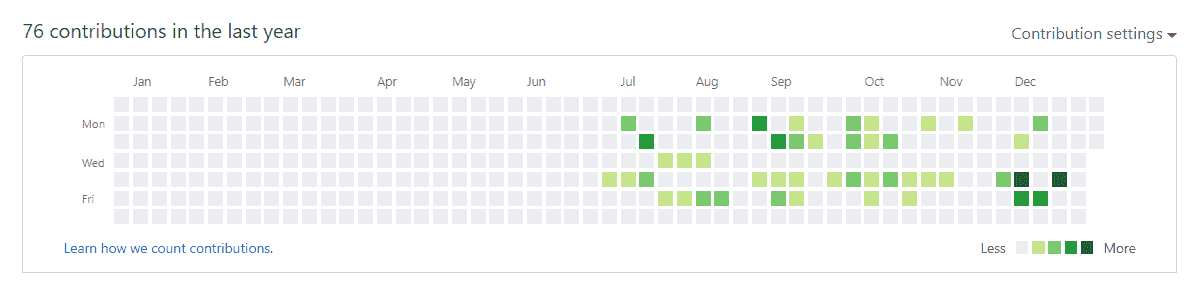 76 contributions in the last year
Contribution settings
Jan Feb Mar Apr May Jun Jul Aug Sep Oct Nov Dec
Mon
Wed
Fri
Learn how we count contributions.
Less More